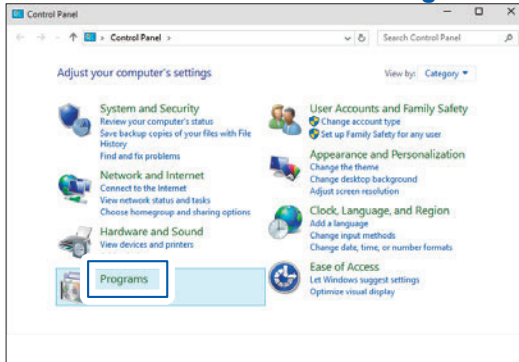 Control Panel
Control Panel
Search Control Panel
Adjust your computer's settings
View by: Category
System and Security
Review your computer's status
Save backup copies of your files with File
History
Find and fix problems
Network and Internet
Connect to the Internet
View network status and tasks
Choose homegroup and sharing options
Hardware and Sound
View devices and printers
Programs
User Accounts and Family Safety
Change account type
Set up Family Safety for any user
Appearance and Personalization
Change the theme
Change desktop background
Adjust screen resolution
Clock, Language, and Region
Add a language
Change input methods
Change date, time, or number formats
Ease of Access
Let Windows suggest settings
Optimize visual display